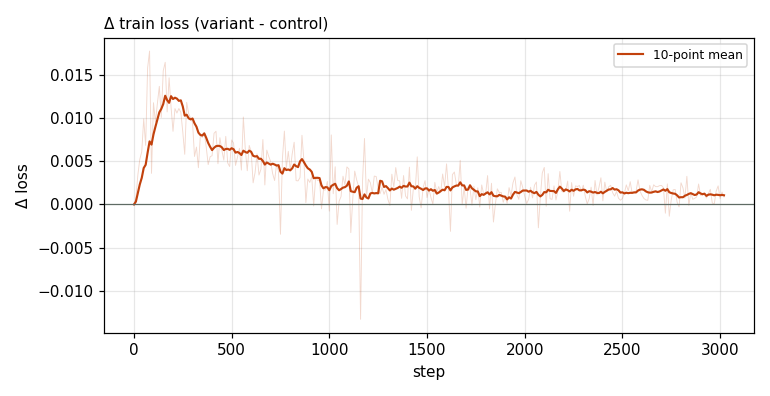 Δ train loss (variant - control)
10-point mean
0.015
0.010
0.005
0.000
−0.005
−0.010
Δ loss
0 500 1000 1500 2000 2500 3000
step